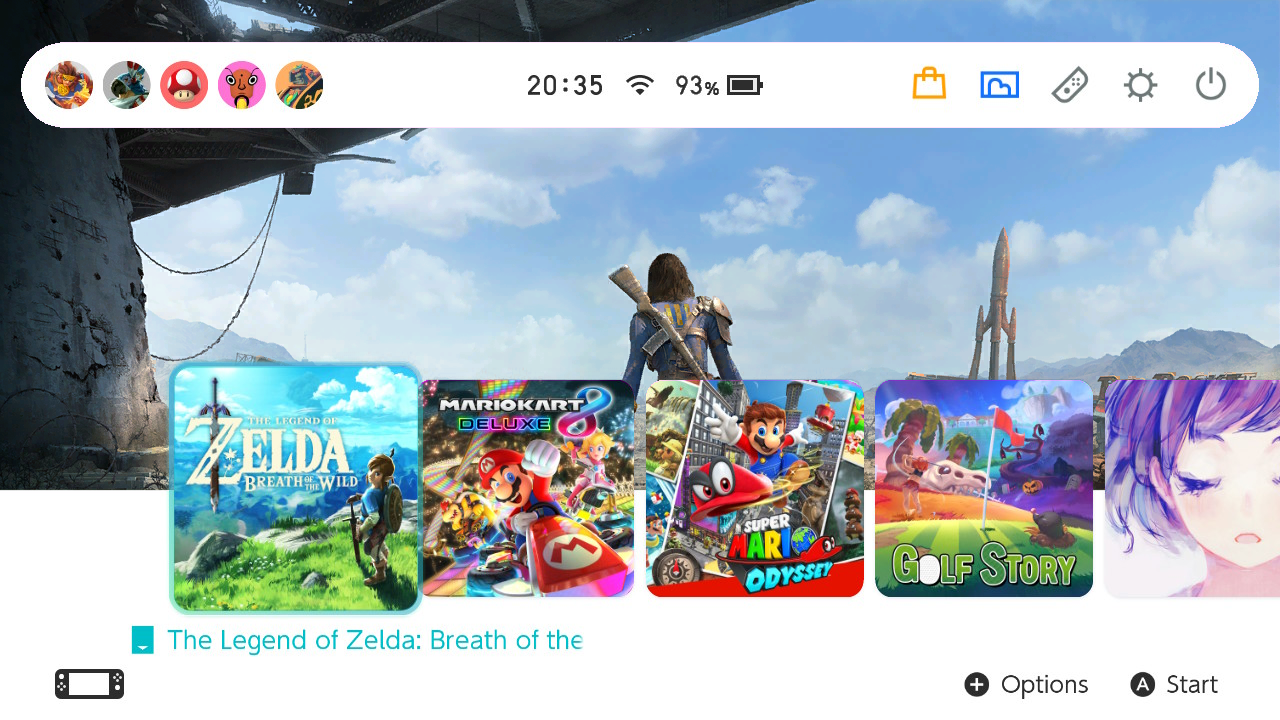 20:35 93%
MARIOKART 8
DELUXE
THE LEGEND OF
ZELDA
BREATH OF THE WILD
SUPER
MARIO
ODYSSEY
GOLF STORY
The Legend of Zelda: Breath of the
+ Options A Start